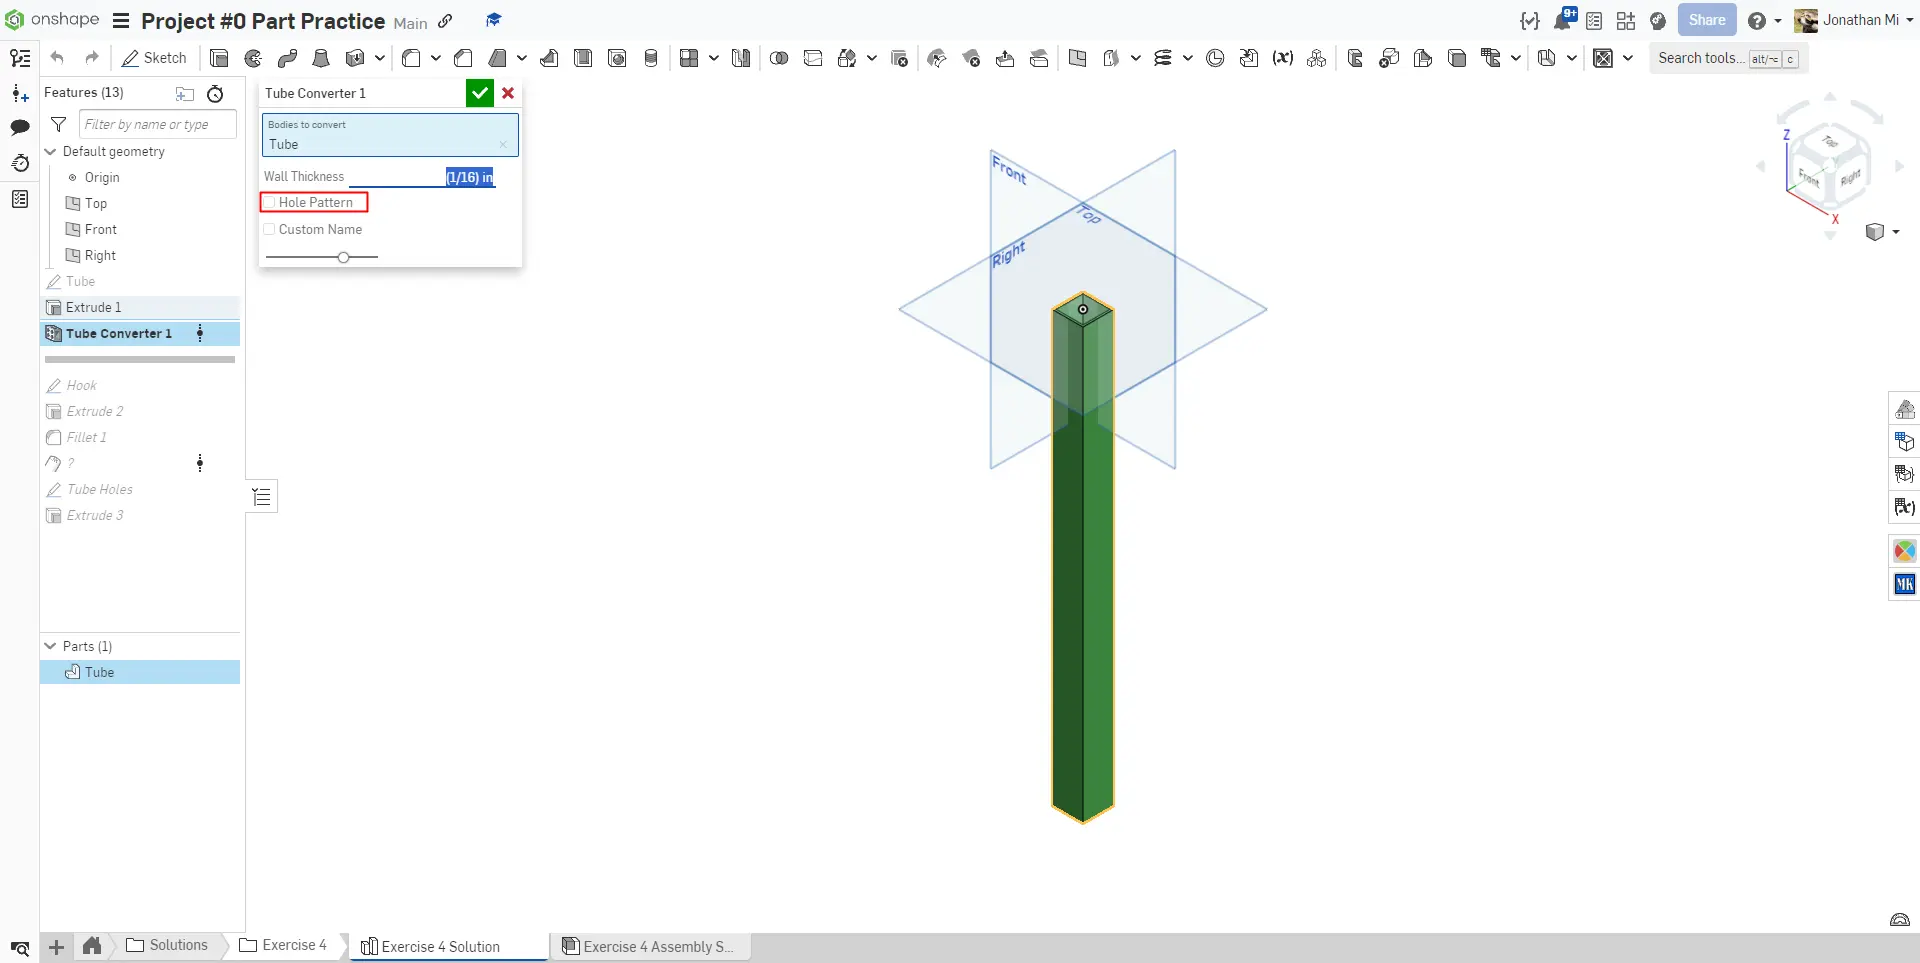 onshape
Project #0 Part Practice
Main
9+
Share
Jonathan Mi
Sketch
Search tools...
alt/⌥
c
Features (13)
Filter by name or type
Default geometry
Origin
Top
Front
Right
Tube
Extrude 1
Tube Converter 1
Hook
Extrude 2
Fillet 1
?
Tube Holes
Extrude 3
Parts (1)
Tube
Tube Converter 1
Bodies to convert
Tube
Wall Thickness
(1/16) in
Hole Pattern
Custom Name
Front
Top
Right
Z
Top
Front
Right
X
(x)
(x)
MK
Solutions
Exercise 4
Exercise 4 Solution
Exercise 4 Assembly S...